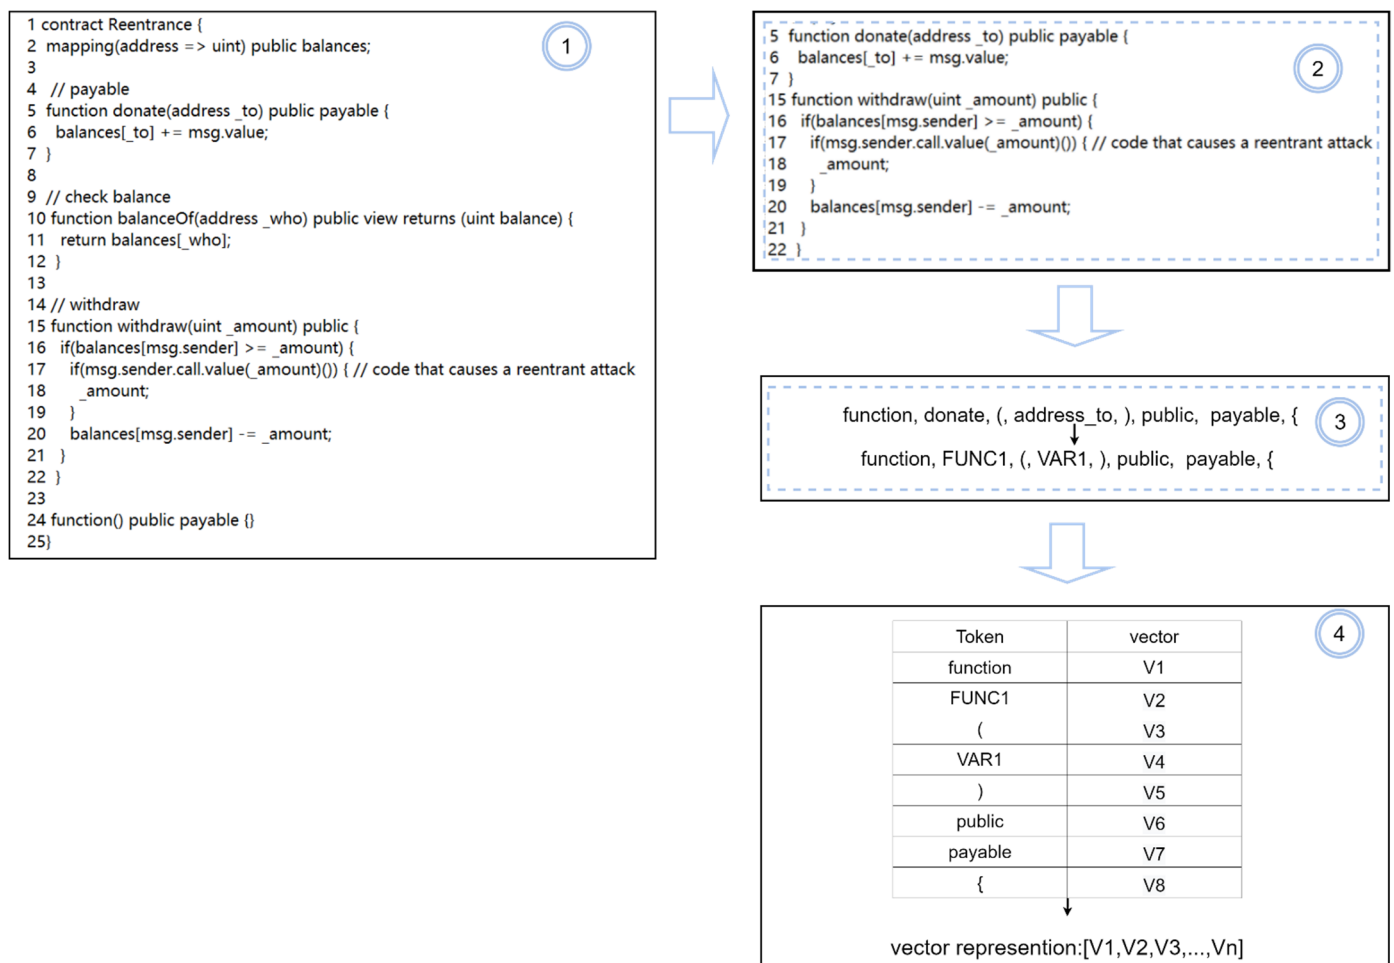 1 contract Reentrance {
2 mapping(address => uint) public balances;
3
4 // payable
5 function donate(address _to) public payable {
6 balances[_to] += msg.value;
7 }
8
9 // check balance
10 function balanceOf(address _who) public view returns (uint balance) {
11 return balances[_who];
12 }
13
14 // withdraw
15 function withdraw(uint _amount) public {
16 if(balances[msg.sender] >= _amount) {
17 if(msg.sender.call.value(_amount)()) { // code that causes a reentrant attack
18 _amount;
19 }
20 balances[msg.sender] -= _amount;
21 }
22 }
23
24 function() public payable {}
25}
1
5 function donate(address _to) public payable {
6 balances[_to] += msg.value;
7 }
15 function withdraw(uint _amount) public {
16 if(balances[msg.sender] >= _amount) {
17 if(msg.sender.call.value(_amount)()) { // code that causes a reentrant attack
18 _amount;
19 }
20 balances[msg.sender] -= _amount;
21 }
22 }
2
function, donate, (, address_to, ), public, payable, {
function, FUNC1, (, VAR1, ), public, payable, {
3
4
Token vector
function V1
FUNC1 V2
( V3
VAR1 V4
) V5
public V6
payable V7
{ V8
vector represention:[V1,V2,V3,...,Vn]